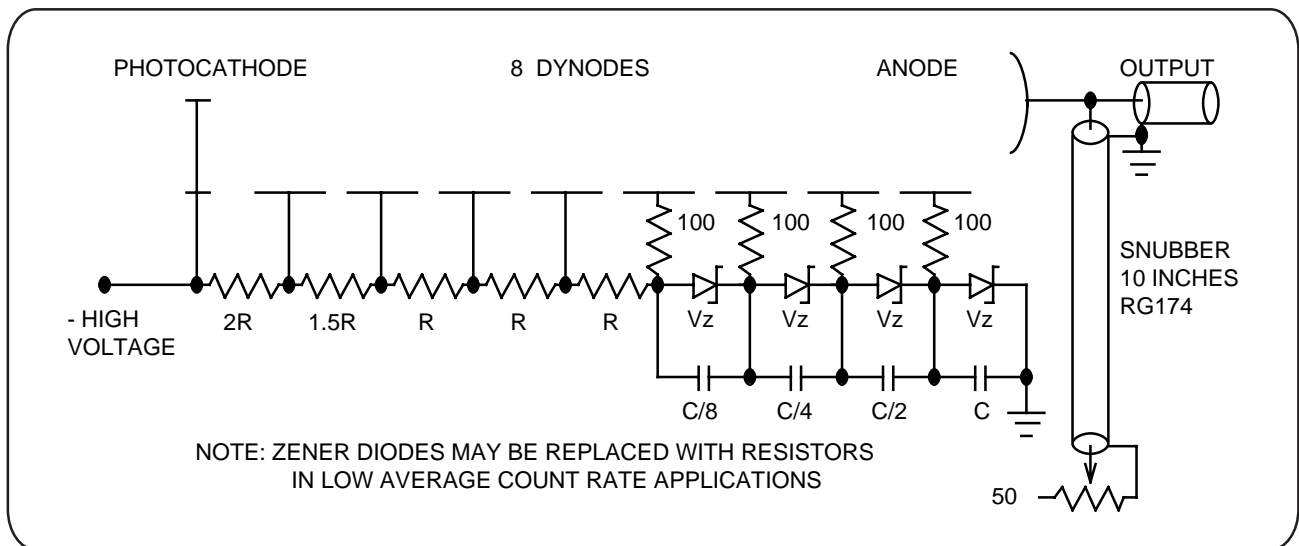 PHOTOCATHODE
8 DYNODES
ANODE
OUTPUT
100
100
100
100
- HIGH
VOLTAGE
2R
1.5R
R
R
R
Vz
Vz
Vz
Vz
SNUBBER
10 INCHES
RG174
C/8
C/4
C/2
C
NOTE: ZENER DIODES MAY BE REPLACED WITH RESISTORS
IN LOW AVERAGE COUNT RATE APPLICATIONS
50